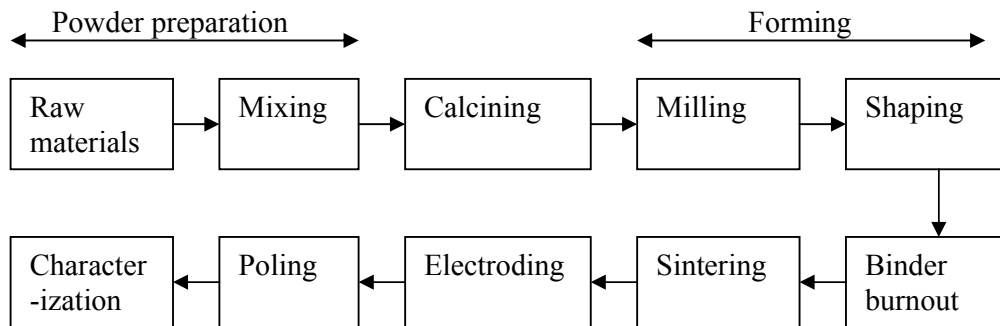 Powder preparation
Forming
Raw
materials
Mixing
Calcining
Milling
Shaping
Character
-ization
Poling
Electroding
Sintering
Binder
burnout